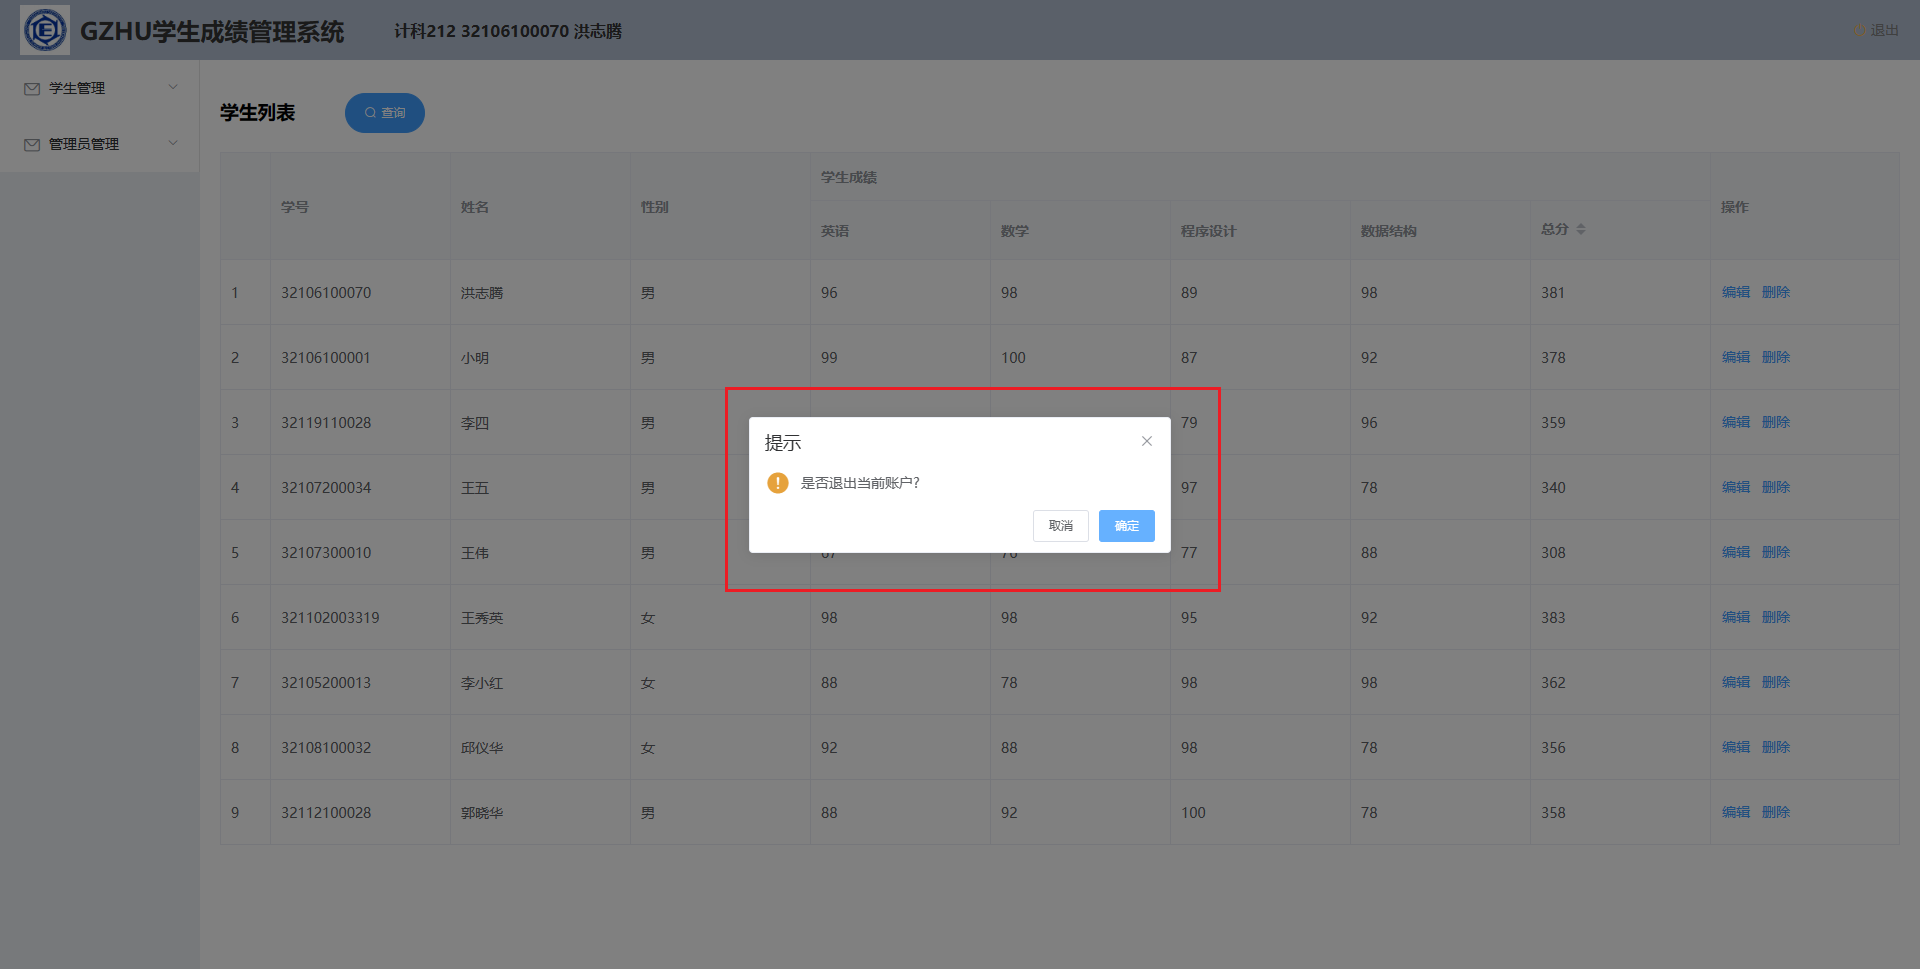 GZHU学生成绩管理系统 计科212 32106100070 洪志腾 退出
学生管理
管理员管理
学生列表 查询
学号 姓名 性别 学生成绩 操作
英语 数学 程序设计 数据结构 总分
1 32106100070 洪志腾 男 96 98 89 98 381 编辑 删除
2 32106100001 小明 男 99 100 87 92 378 编辑 删除
3 32119110028 李四 男 79 96 359 编辑 删除
4 32107200034 王五 男 97 78 340 编辑 删除
5 32107300010 王伟 男 77 88 308 编辑 删除
6 321102003319 王秀英 女 98 98 95 92 383 编辑 删除
7 32105200013 李小红 女 88 78 98 98 362 编辑 删除
8 32108100032 邱仪华 女 92 88 98 78 356 编辑 删除
9 32112100028 郭晓华 男 88 92 100 78 358 编辑 删除
提示
是否退出当前账户?
取消 确定